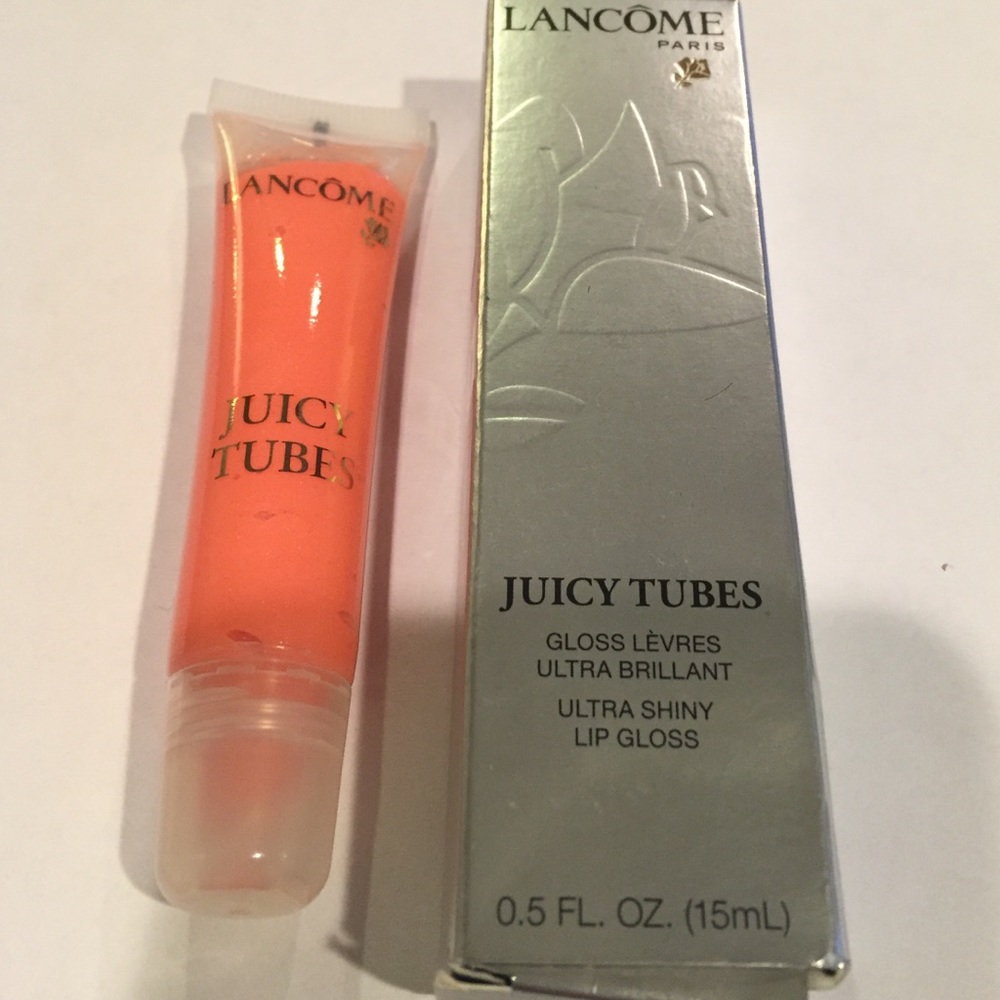 LANCÔME
JUICY
TUBES
LANCÔME
PARIS
JUICY TUBES
GLOSS LÈVRES
ULTRA BRILLANT
ULTRA SHINY
LIP GLOSS
0.5 FL. OZ. (15mL)